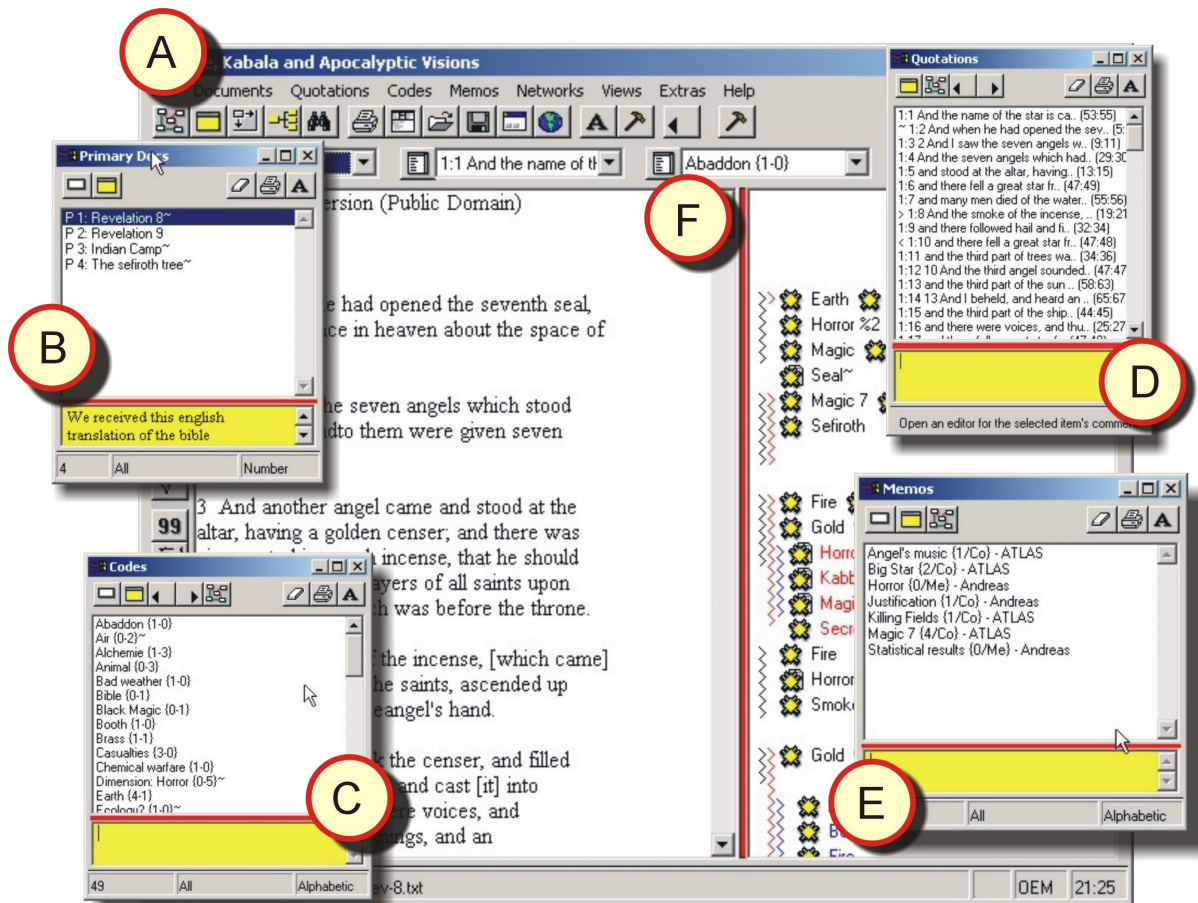 A
, Kabala and Apocalyptic Visions
Documents Quotations Codes Memos Networks Views Extras Help
A
1:1 And the name of th
Abaddon {1-0}
Primary Docs
A
P 1: Revelation 8~
P 2: Revelation 9
P 3: Indian Camp~
P 4: The sefiroth tree~
B
We received this english
translation of the bible
4 All Number
ersion (Public Domain)
e had opened the seventh seal,
ce in heaven about the space of
he seven angels which stood
dto them were given seven
99
3 And another angel came and stood at the
altar, having a golden censer; and there was
incense, that he should
ayers of all saints upon
h was before the throne.
f the incense, [which came]
he saints, ascended up
eangel's hand.
k the censer, and filled
and cast [it] into
ere voices, and
nings, and an
Codes
A
Abaddon {1-0}
Air {0-2}~
Alchemie {1-3}
Animal {0-3}
Bad weather {1-0}
Bible {0-1}
Black Magic {0-1}
Booth {1-0}
Brass {1-1}
Casualties {3-0}
Chemical warfare {1-0}
Dimension: Horror {0-5}~
Earth {4-1}
Ecology? {1-0}~
C
49 All Alphabetic
ev-8.txt
OEM 21:25
F
Earth
Horror %2
Magic
Seal~
Magic 7
Sefiroth
Fire
Gold
Horro
Kabb
Magi
Secr
Fire
Horror
Smoke
Gold
B
Fire
Quotations
A
1:1 And the name of the star is ca.. (53:55)
~ 1:2 And when he had opened the sev.. (5:
1:3 2 And I saw the seven angels w.. (9:11)
1:4 And the seven angels which had.. (29:30
1:5 and stood at the altar, having.. (13:15)
1:6 and there fell a great star fr.. (47:49)
1:7 and many men died of the water.. (55:56)
> 1:8 And the smoke of the incense, .. (19:21
1:9 and there followed hail and fi.. (32:34)
< 1:10 and there fell a great star fr.. (47:48)
1:11 and the third part of trees wa.. (34:36)
1:12 10 And the third angel sounded.. (47:47
1:13 and the third part of the sun .. (58:63)
1:14 13 And I beheld, and heard an .. (65:67
1:15 and the third part of the ship.. (44:45)
1:16 and there were voices, and thu.. (25:27
D
Open an editor for the selected item's comme
Memos
A
Angel's music {1/Co} - ATLAS
Big Star {2/Co} - ATLAS
Horror {0/Me} - Andreas
Justification {1/Co} - Andreas
Killing Fields {1/Co} - ATLAS
Magic 7 {4/Co} - ATLAS
Statistical results {0/Me} - Andreas
E
All Alphabetic